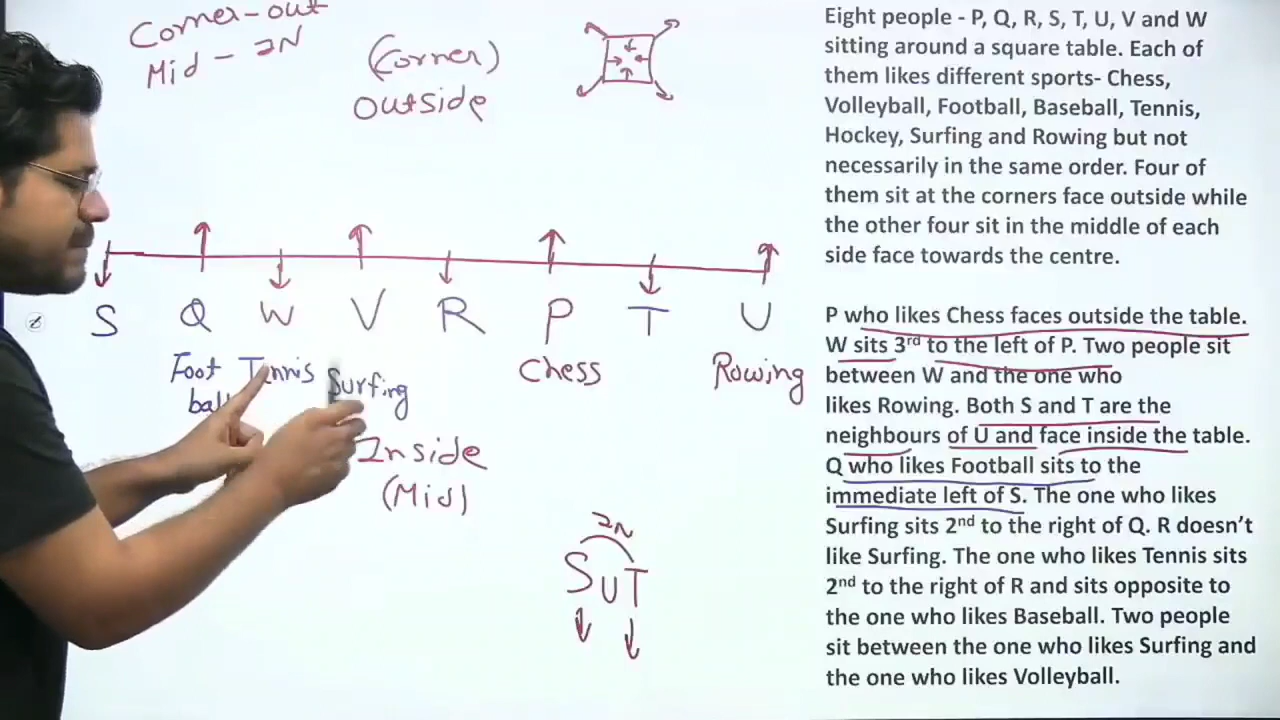 Corner-out
Mid - IN
(Corner)
outside
S Q W V R P T U
Foot Tennis Surfing Chess Rowing
Inside
(Mid)
IN
SUT
Eight people - P, Q, R, S, T, U, V and W
sitting around a square table. Each of
them likes different sports- Chess,
Volleyball, Football, Baseball, Tennis,
Hockey, Surfing and Rowing but not
necessarily in the same order. Four of
them sit at the corners face outside while
the other four sit in the middle of each
side face towards the centre.
P who likes Chess faces outside the table.
W sits 3rd to the left of P. Two people sit
between W and the one who
likes Rowing. Both S and T are the
neighbours of U and face inside the table.
Q who likes Football sits to the
immediate left of S. The one who likes
Surfing sits 2nd to the right of Q. R doesn't
like Surfing. The one who likes Tennis sits
2nd to the right of R and sits opposite to
the one who likes Baseball. Two people
sit between the one who likes Surfing and
the one who likes Volleyball.